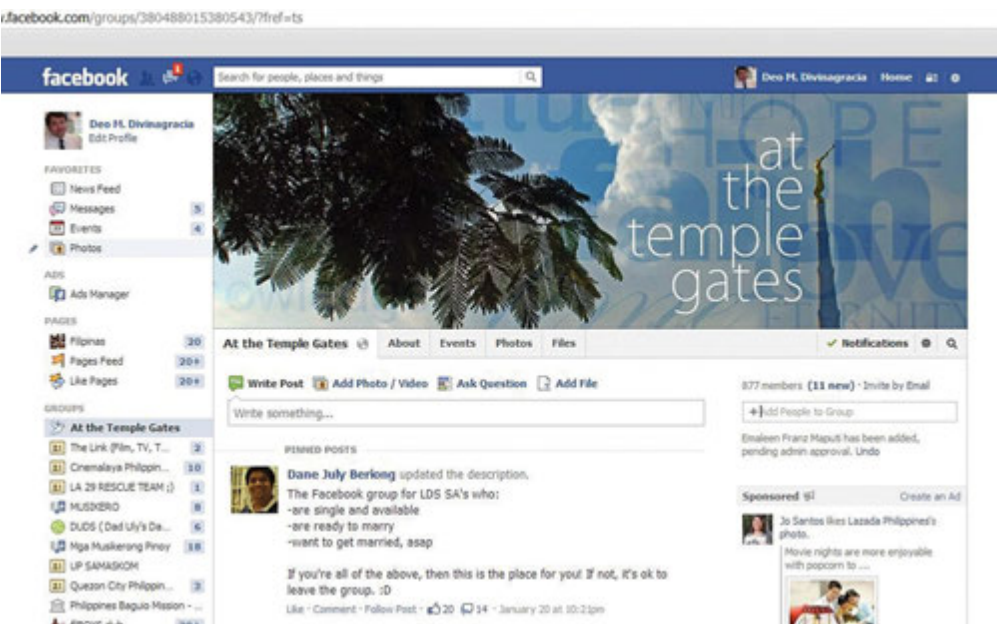 .facebook.com/groups/380488015380543/?fref=ts
facebook
1
Search for people, places and things
Deo M. Divinagracia Home
Deo M. Divinagracia
Edit Profile
FAVORITES
News Feed
Messages 5
Events 4
Photos
ADS
Ads Manager
PAGES
Filipinas 20
Pages Feed 20+
Like Pages 20+
GROUPS
At the Temple Gates
The Link (Film, TV, T... 2
Cinemalaya Philippin... 10
LA 29 RESCUE TEAM ;) 1
MUSIKERO 8
DUDS ( Dad Uly's Da... 6
Mga Musikerong Pinoy 18
UP SAMASKOM
Quezon City Philippin... 3
Philippines Baguio Mission - ...
HOPE
faith
love
ETERNITY
at
the
temple
gates
At the Temple Gates About Events Photos Files
Notifications
Write Post Add Photo / Video Ask Question Add File
Write something...
PINNED POSTS
Dane July Berlong updated the description.
The Facebook group for LDS SA's who:
-are single and available
-are ready to marry
-want to get married, asap
If you're all of the above, then this is the place for you! If not, it's ok to
leave the group. :D
Like · Comment · Follow Post · 20 14 · January 20 at 10:21pm
877 members (11 new) · Invite by Email
+ Add People to Group
Emaleen Franz Maputi has been added,
pending admin approval. Undo
Sponsored Create an Ad
Jo Santos likes Lazada Philippines's
photo.
Movie nights are more enjoyable
with popcorn to ...